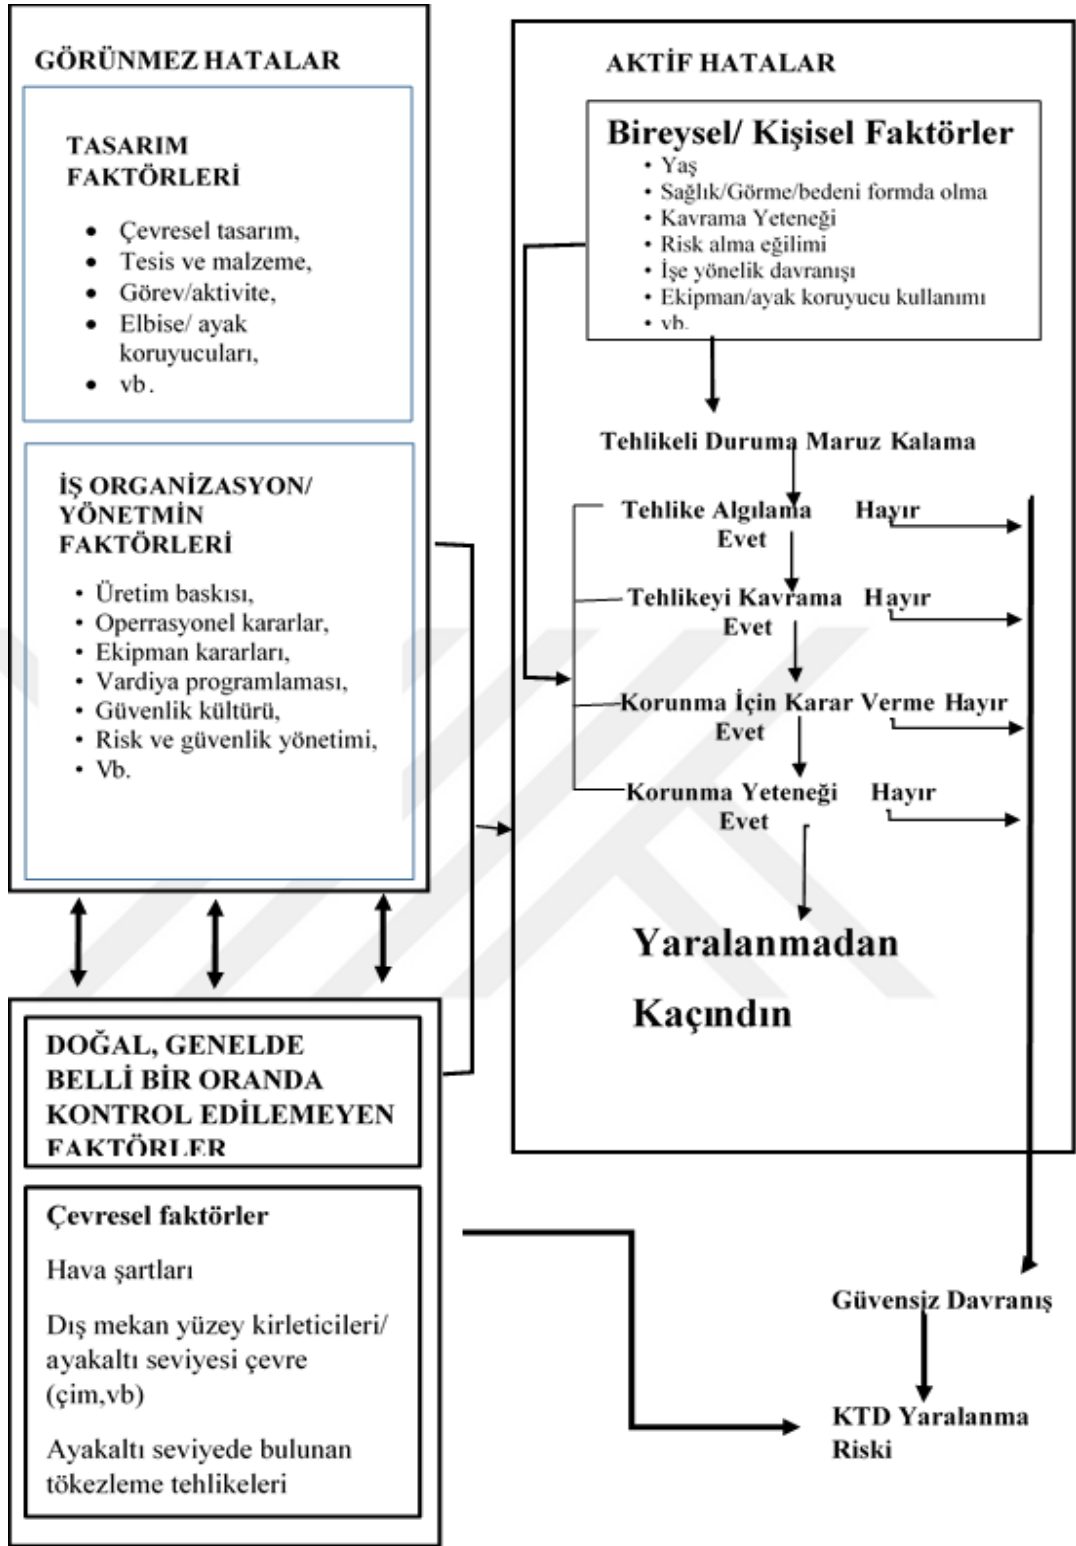 GÖRÜNMEZ HATALAR
TASARIM
FAKTÖRLERİ
• Çevresel tasarım,
• Tesis ve malzeme,
• Görev/aktivite,
• Elbise/ ayak
koruyucuları,
• vb.
İŞ ORGANİZASYON/
YÖNETMİN
FAKTÖRLERİ
• Üretim baskısı,
• Operrasyonel kararlar,
• Ekipman kararları,
• Vardiya programlaması,
• Güvenlik kültürü,
• Risk ve güvenlik yönetimi,
• Vb.
DOĞAL, GENELDE
BELLİ BİR ORANDA
KONTROL EDİLEMEYEN
FAKTÖRLER
Çevresel faktörler
Hava şartları
Dış mekan yüzey kirleticileri/
ayakaltı seviyesi çevre
(çim,vb)
Ayakaltı seviyede bulunan
tökezleme tehlikeleri
AKTİF HATALAR
Bireysel/ Kişisel Faktörler
• Yaş
• Sağlık/Görme/bedeni formda olma
• Kavrama Yeteneği
• Risk alma eğilimi
• İşe yönelik davranışı
• Ekipman/ayak koruyucu kullanımı
• vb.
Tehlikeli Duruma Maruz Kalama
Tehlike Algılama Hayır
Evet
Tehlikeyi Kavrama Hayır
Evet
Korunma İçin Karar Verme Hayır
Evet
Korunma Yeteneği Hayır
Evet
Yaralanmadan
Kaçındın
Güvensiz Davranış
KTD Yaralanma
Riski